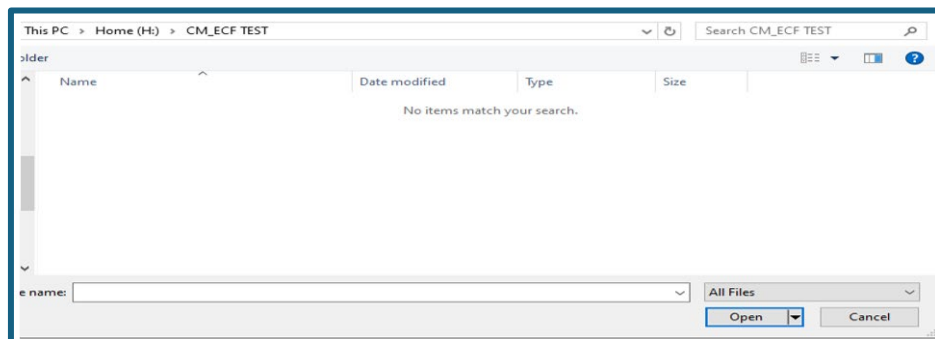 This PC > Home (H:) > CM_ECF TEST Search CM_ECF TEST
older
Name Date modified Type Size
No items match your search.
e name: All Files
Open Cancel